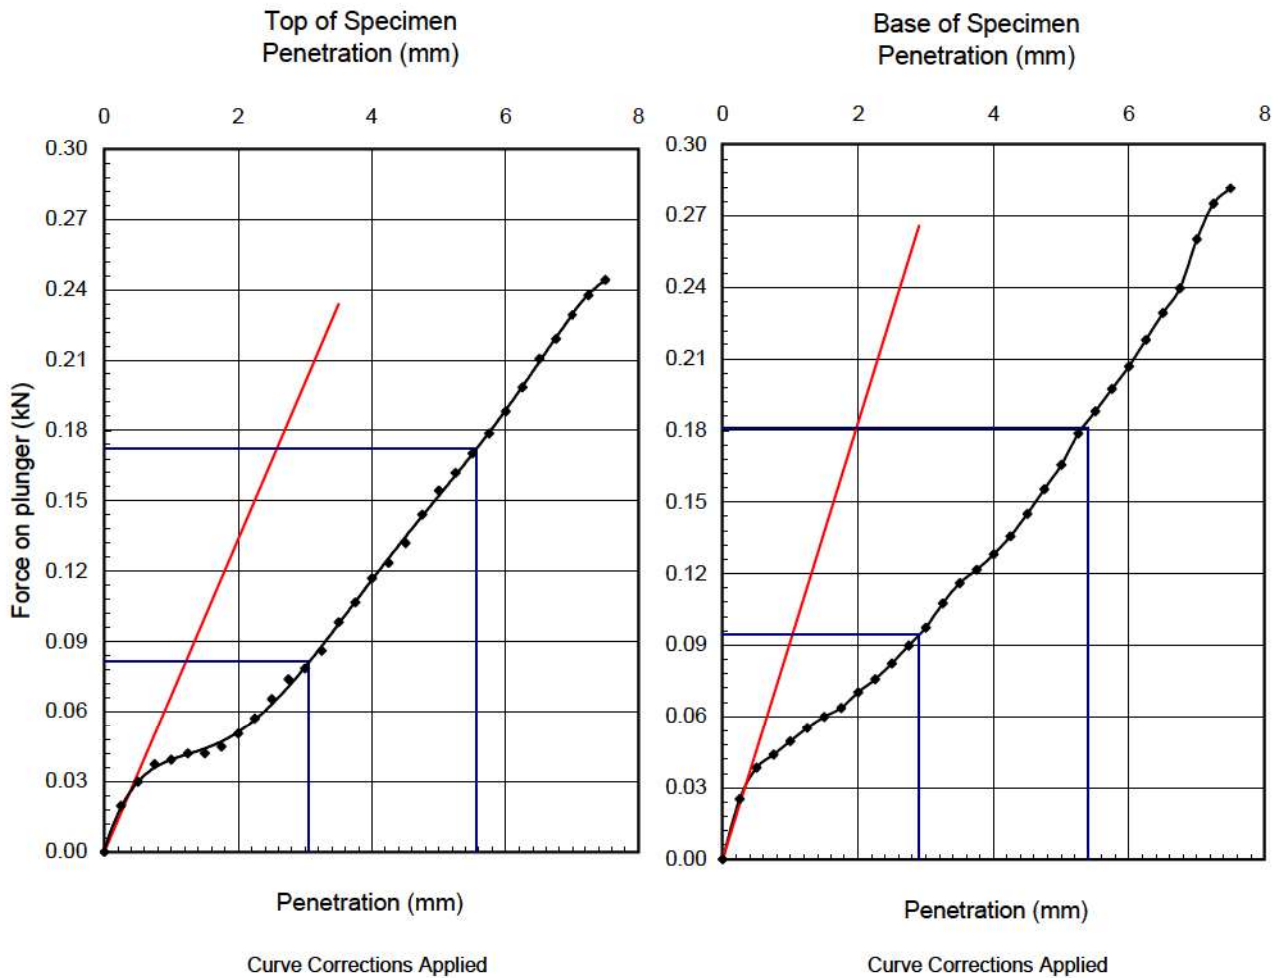 Top of Specimen
Penetration (mm)
0 2 4 6 8
0.30
0.27
0.24
0.21
0.18
0.15
0.12
0.09
0.06
0.03
0.00
Force on plunger (kN)
Penetration (mm)
Curve Corrections Applied
Base of Specimen
Penetration (mm)
0 2 4 6 8
0.30
0.27
0.24
0.21
0.18
0.15
0.12
0.09
0.06
0.03
0.00
Penetration (mm)
Curve Corrections Applied